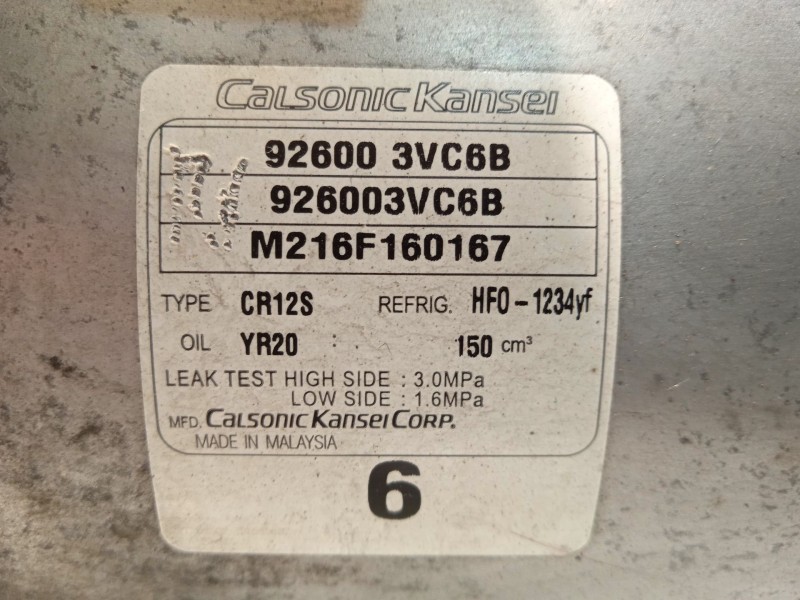 Calsonic Kansei
92600 3VC6B
926003VC6B
M216F160167
TYPE CR12S REFRIG. HFO-1234yf
OIL YR20 : 150 cm³
LEAK TEST HIGH SIDE : 3.0MPa
LOW SIDE : 1.6MPa
MFD. Calsonic Kansei Corp.
MADE IN MALAYSIA
6